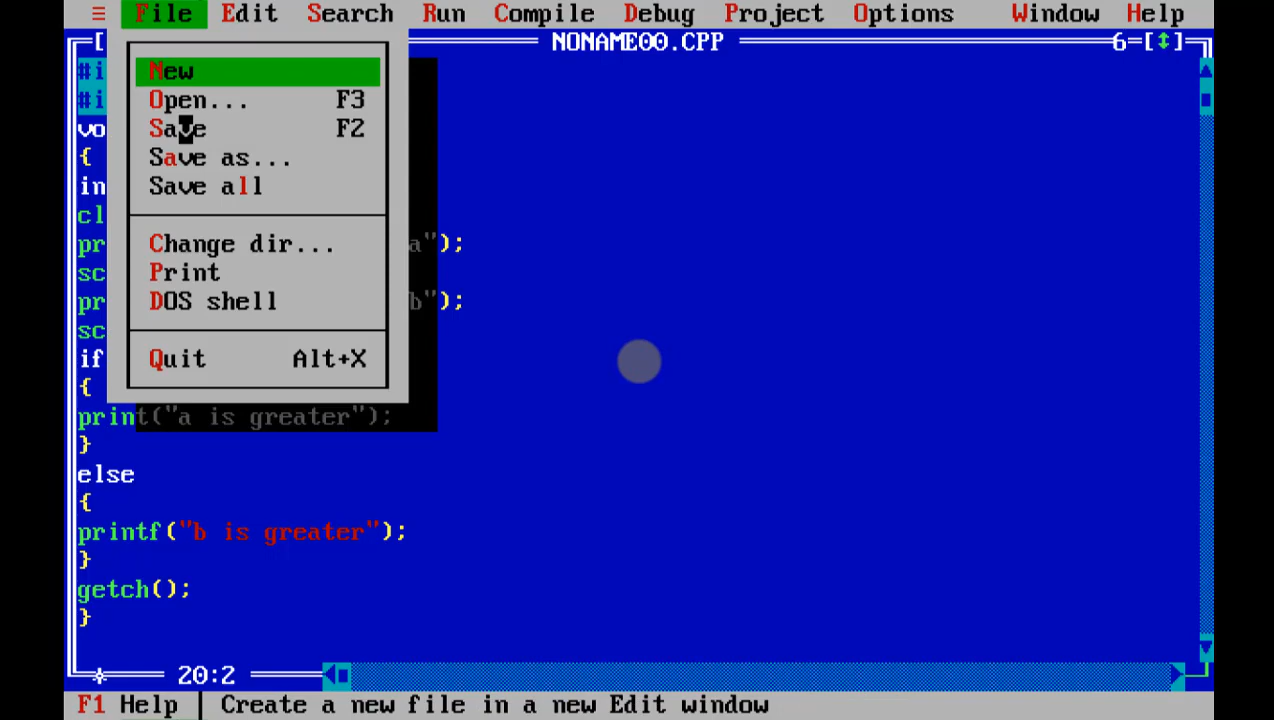 ≡ File Edit Search Run Compile Debug Project Options Window Help
[ NONAME00.CPP 6=[↕]
#i
New
#i
Open... F3
vo
Save F2
{
Save as...
in
Save all
cl
pr
Change dir... a");
sc
Print
pr
DOS shell b");
sc
if
Quit Alt+X
{
print("a is greater");
}
else
{
printf("b is greater");
}
getch();
}
20:2
F1 Help Create a new file in a new Edit window